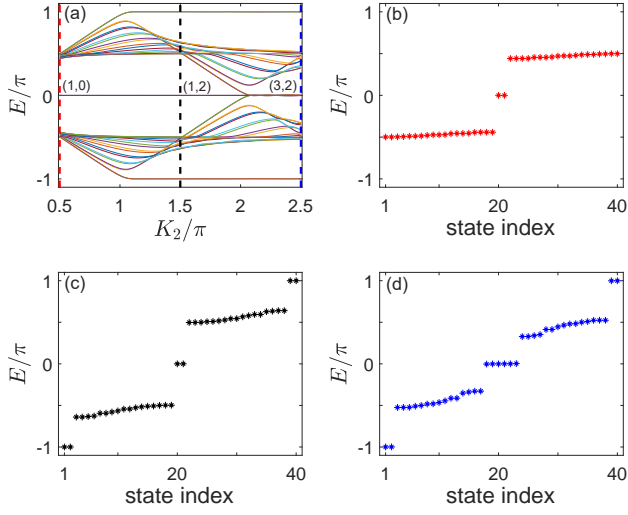 (a)
(1,0)
(1,2)
(3,2)
E/π
1
0
-1
0.5
1
1.5
2
2.5
K₂/π
(b)
E/π
1
0
-1
1
20
40
state index
(c)
E/π
1
0
-1
1
20
40
state index
(d)
E/π
1
0
-1
1
20
40
state index